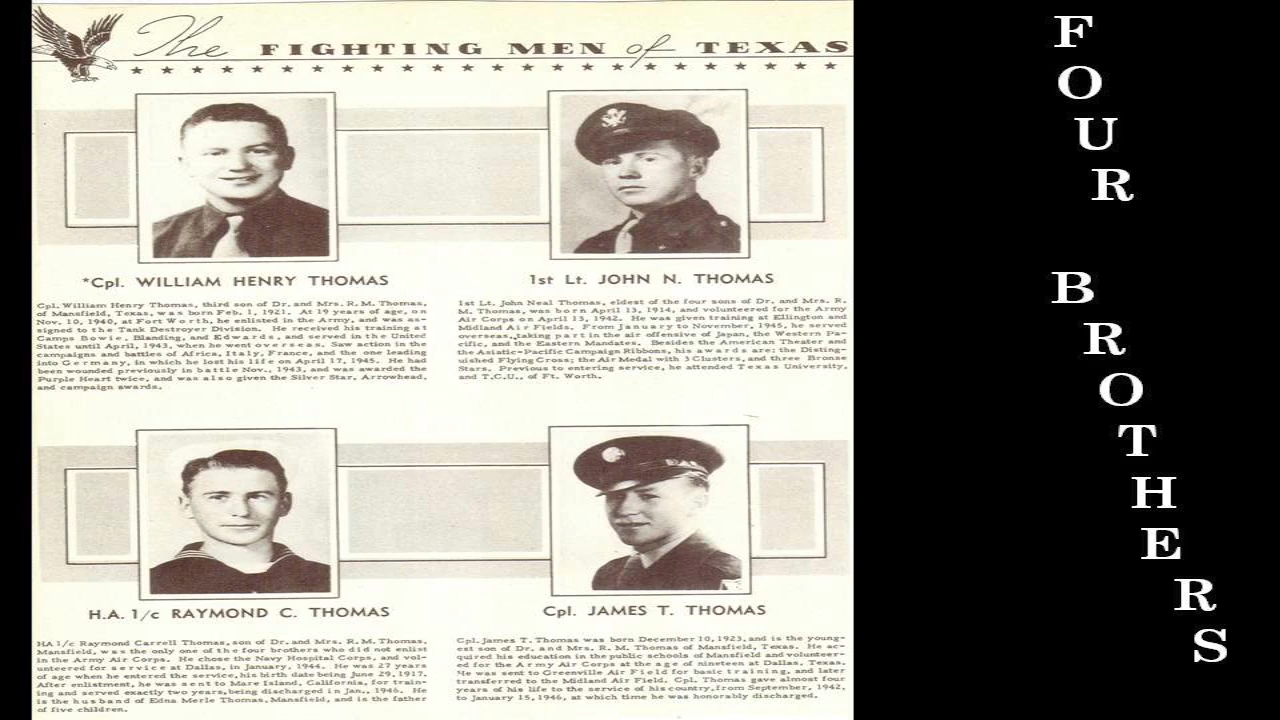 The FIGHTING MEN of TEXAS
*Cpl. WILLIAM HENRY THOMAS
Cpl. William Henry Thomas, third son of Dr. and Mrs. R. M. Thomas,
of Mansfield, Texas, was born Feb. 1, 1921. At 19 years of age, on
Nov. 10, 1940, at Fort Worth, he enlisted in the Army, and was as-
signed to the Tank Destroyer Division. He received his training at
Camps Bowie, Blanding, and Edwards, and served in the United
States until April, 1943, when he went overseas. Saw action in the
campaigns and battles of Africa, Italy, France, and the one leading
into Germany, in which he lost his life on April 17, 1945. He had
been wounded previously in battle Nov., 1943, and was awarded the
Purple Heart twice, and was also given the Silver Star, Arrowhead,
and campaign awards.
1st Lt. JOHN N. THOMAS
1st Lt. John Neal Thomas, eldest of the four sons of Dr. and Mrs. R.
M. Thomas, was born April 13, 1914, and volunteered for the Army
Air Corps on April 13, 1942. He was given training at Ellington and
Midland Air Fields. From January to November, 1945, he served
overseas, taking part in the air offensive of Japan, the Western Pa-
cific, and the Eastern Mandates. Besides the American Theater and
the Asiatic-Pacific Campaign Ribbons, his awards are; the Disting-
uished Flying Cross; the Air Medal with 3 Clusters, and three Bronze
Stars. Previous to entering service, he attended Texas University,
and T.C.U., of Ft. Worth.
H.A. 1/c RAYMOND C. THOMAS
HA 1/c Raymond Carrell Thomas, son of Dr. and Mrs. R. M. Thomas,
Mansfield, was the only one of the four brothers who did not enlist
in the Army Air Corps. He chose the Navy Hospital Corps, and vol-
unteered for service at Dallas, in January, 1944. He was 27 years
of age when he entered the service, his birth date being June 29, 1917.
After enlistment, he was sent to Mare Island, California, for train-
ing and served exactly two years, being discharged in Jan., 1946. He
is the husband of Edna Merle Thomas, Mansfield, and is the father
of five children.
Cpl. JAMES T. THOMAS
Cpl. James T. Thomas was born December 10, 1923, and is the young-
est son of Dr. and Mrs. R. M. Thomas of Mansfield, Texas. He ac-
quired his education in the public schools of Mansfield and volunteer-
ed for the Army Air Corps at the age of nineteen at Dallas, Texas.
He was sent to Greenville Air Field for basic training, and later
transferred to the Midland Air Field. Cpl. Thomas gave almost four
years of his life to the service of his country, from September, 1942,
to January 15, 1946, at which time he was honorably discharged.
FOUR
BROTHERS